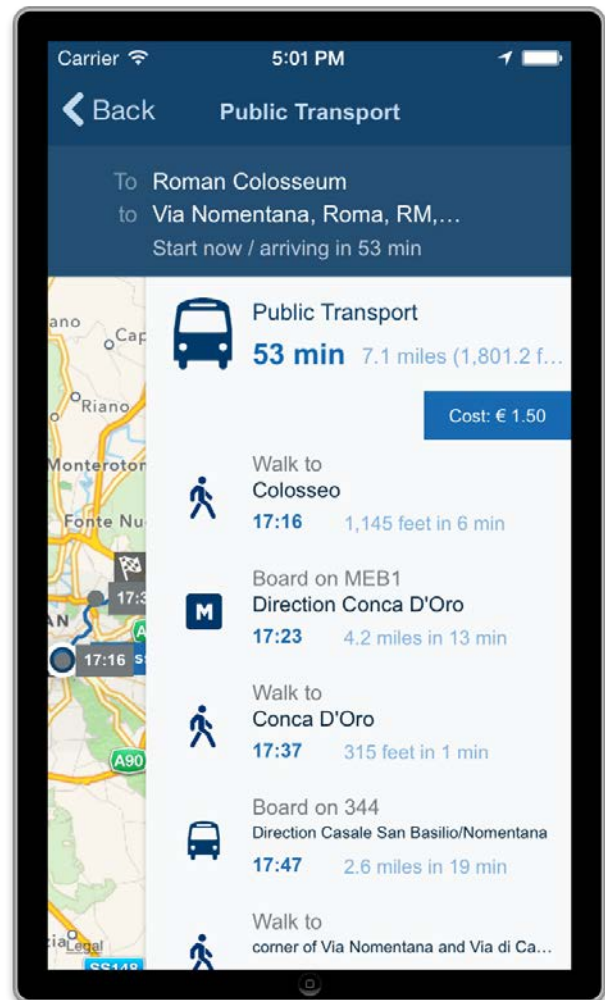 Carrier
5:01 PM
Back
Public Transport
To Roman Colosseum
to Via Nomentana, Roma, RM,…
Start now / arriving in 53 min
Public Transport
53 min 7.1 miles (1,801.2 f…
Cost: € 1.50
Walk to
Colosseo
17:16 1,145 feet in 6 min
M
Board on MEB1
Direction Conca D'Oro
17:23 4.2 miles in 13 min
Walk to
Conca D'Oro
17:37 315 feet in 1 min
Board on 344
Direction Casale San Basilio/Nomentana
17:47 2.6 miles in 19 min
Walk to
corner of Via Nomentana and Via di Ca…
ano
Cap
Riano
Monteroton
Fonte Nu
17:3
AN
A
17:16
A90
Legal
SS148